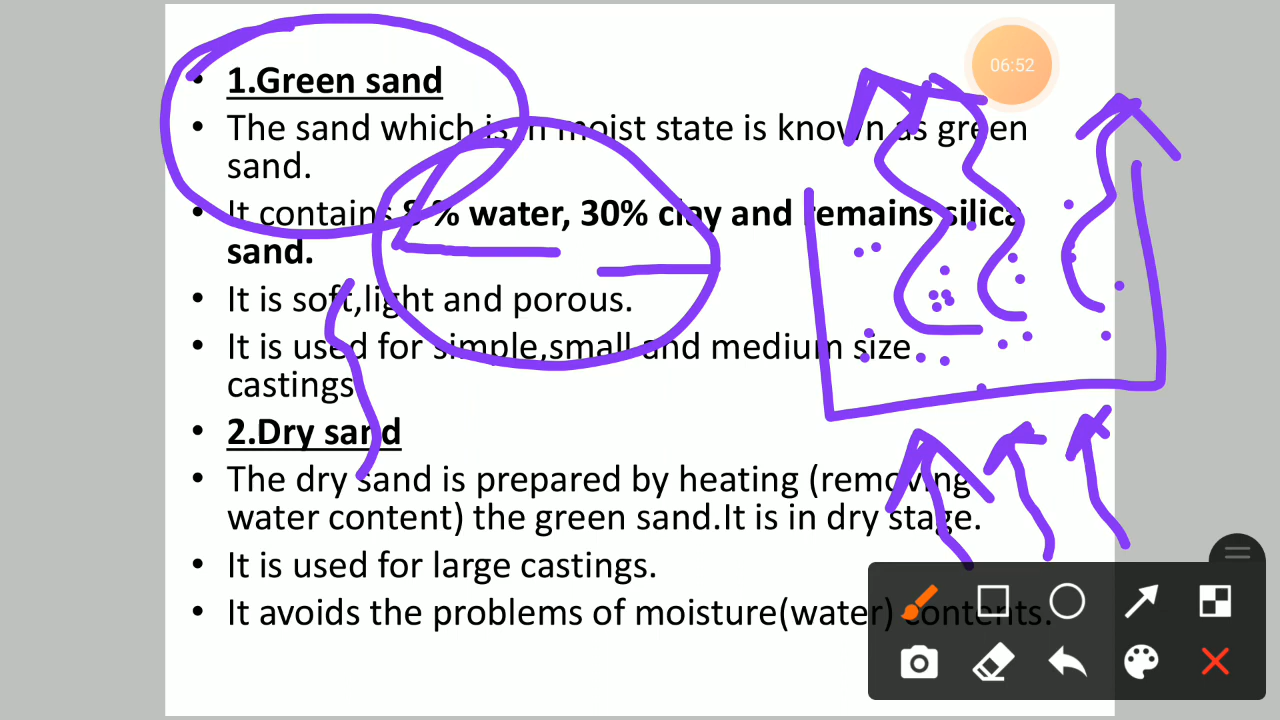 06:52
1.Green sand
The sand which is in moist state is known as green
sand.
It contains 8 % water, 30% clay and remains silica
sand.
It is soft,light and porous.
It is used for simple,small and medium size
castings
2.Dry sand
The dry sand is prepared by heating (removing
water content) the green sand.It is in dry stage.
It is used for large castings.
It avoids the problems of moisture(water) contents.